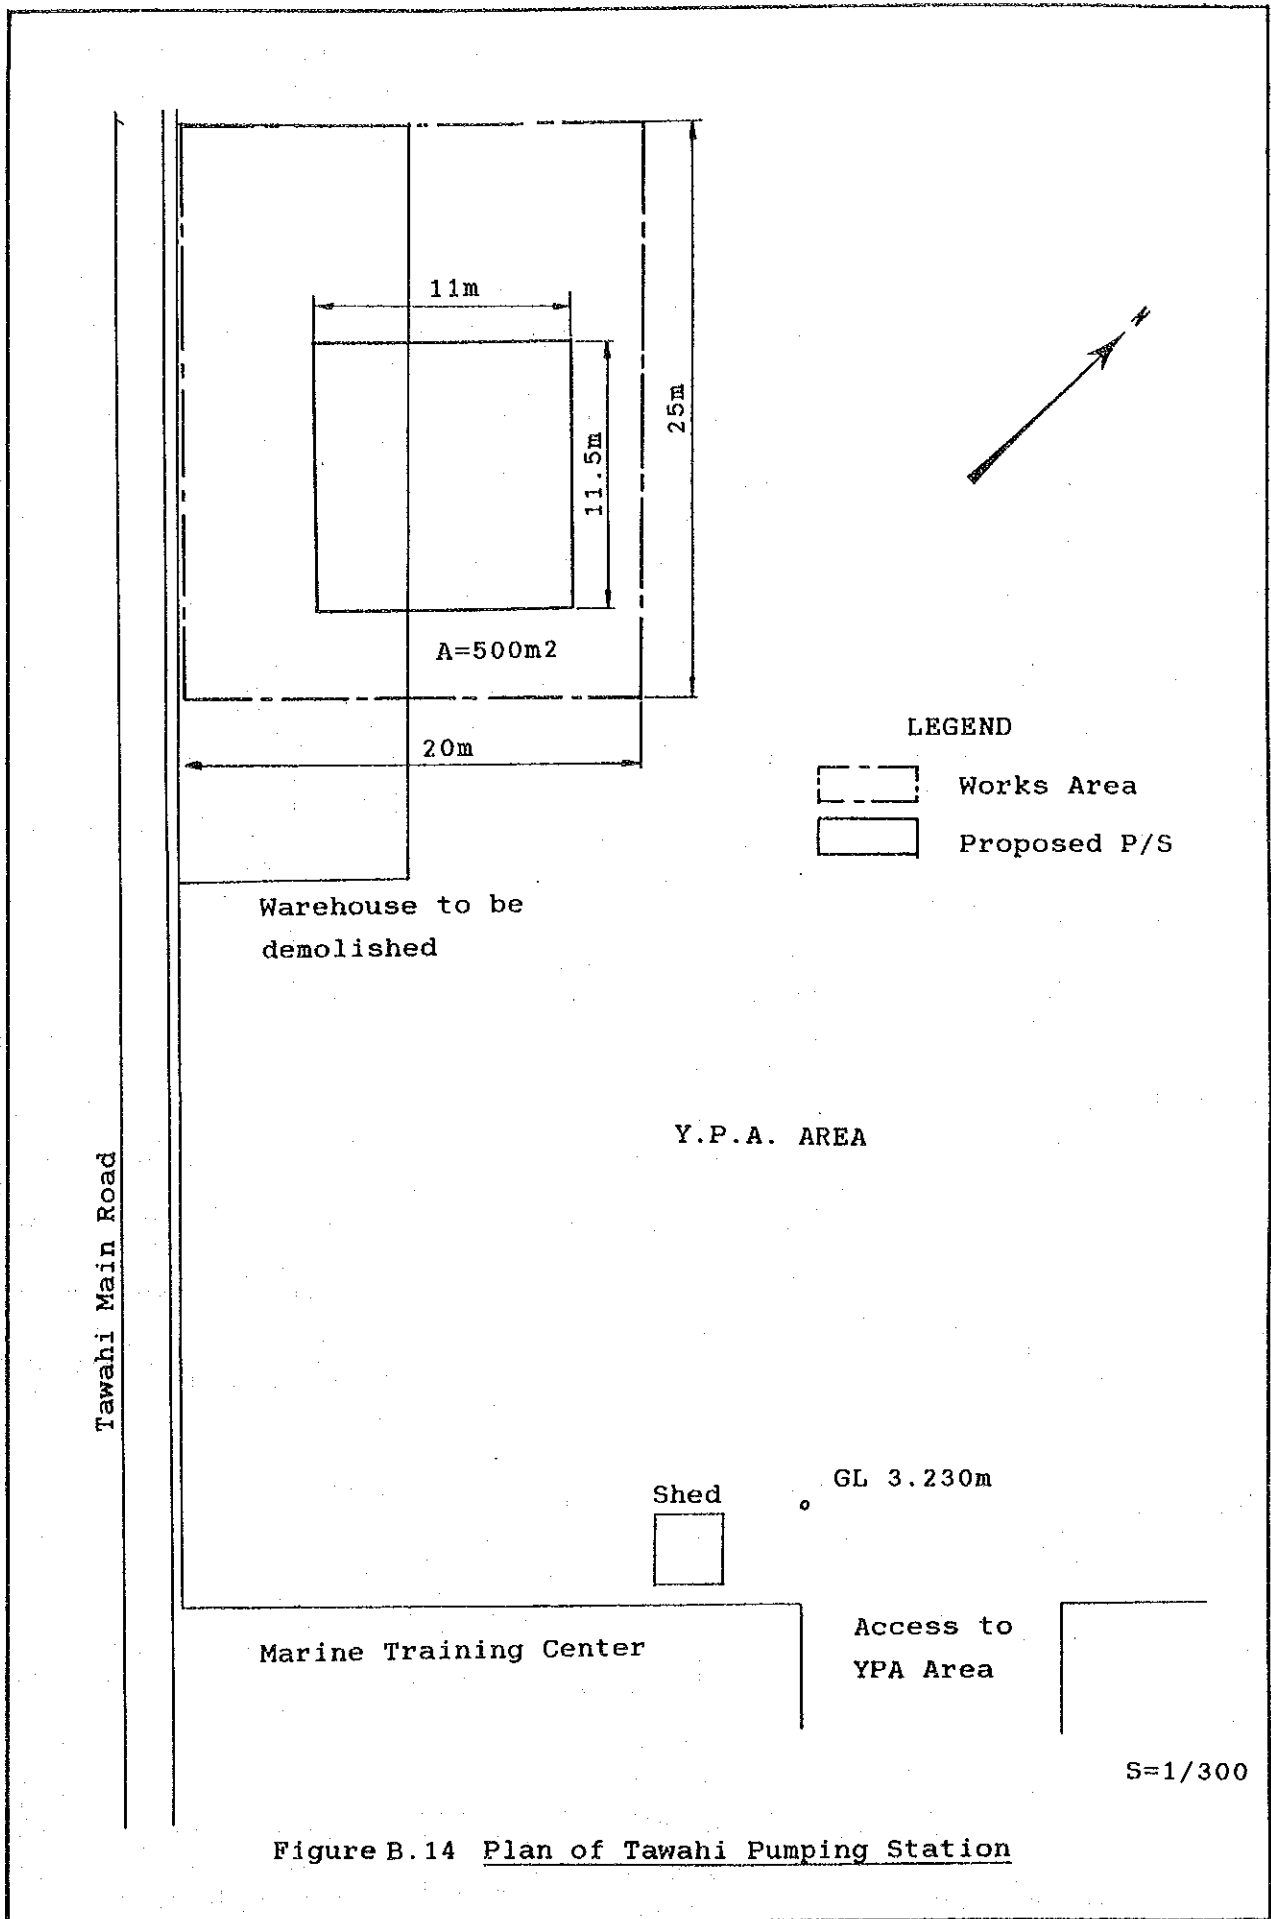 11m
11.5m
25m
A=500m2
20m
LEGEND
Works Area
Proposed P/S
Warehouse to be
demolished
Y.P.A. AREA
Tawahi Main Road
GL 3.230m
Shed
Marine Training Center
Access to
YPA Area
S=1/300
Figure B.14 Plan of Tawahi Pumping Station
N